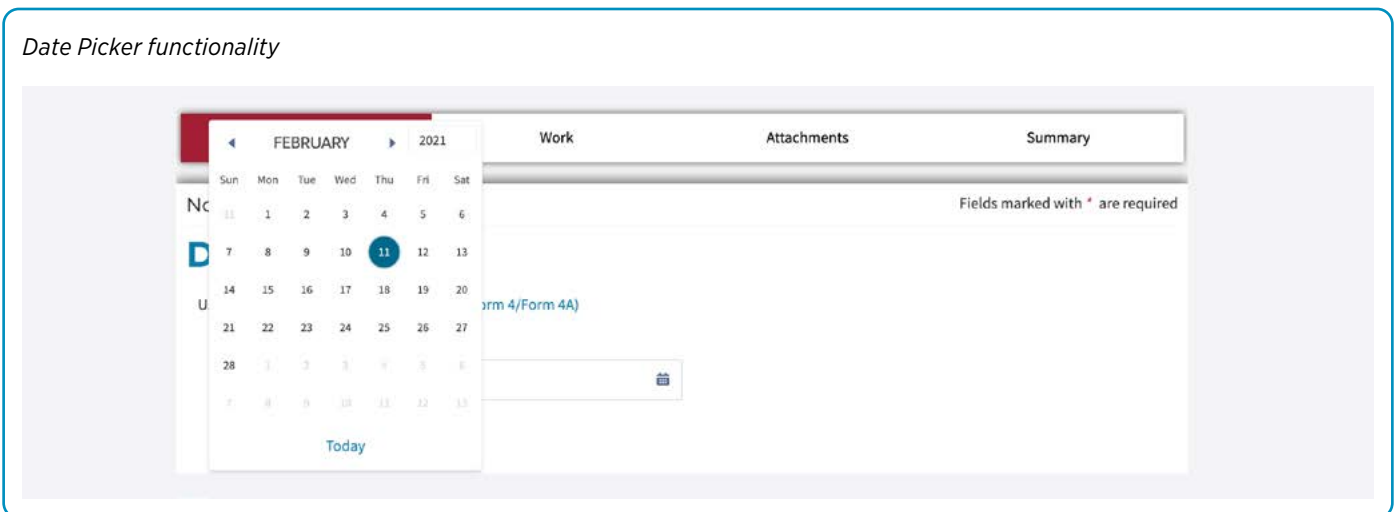 Date Picker functionality
FEBRUARY 2021 Work Attachments Summary
Sun Mon Tue Wed Thu Fri Sat
Fields marked with * are required
31 1 2 3 4 5 6
D 7 8 9 10 11 12 13
14 15 16 17 18 19 20
U orm 4/Form 4A)
21 22 23 24 25 26 27
28 1 2 3 4 5 6
7 8 9 10 11 12 13
Today